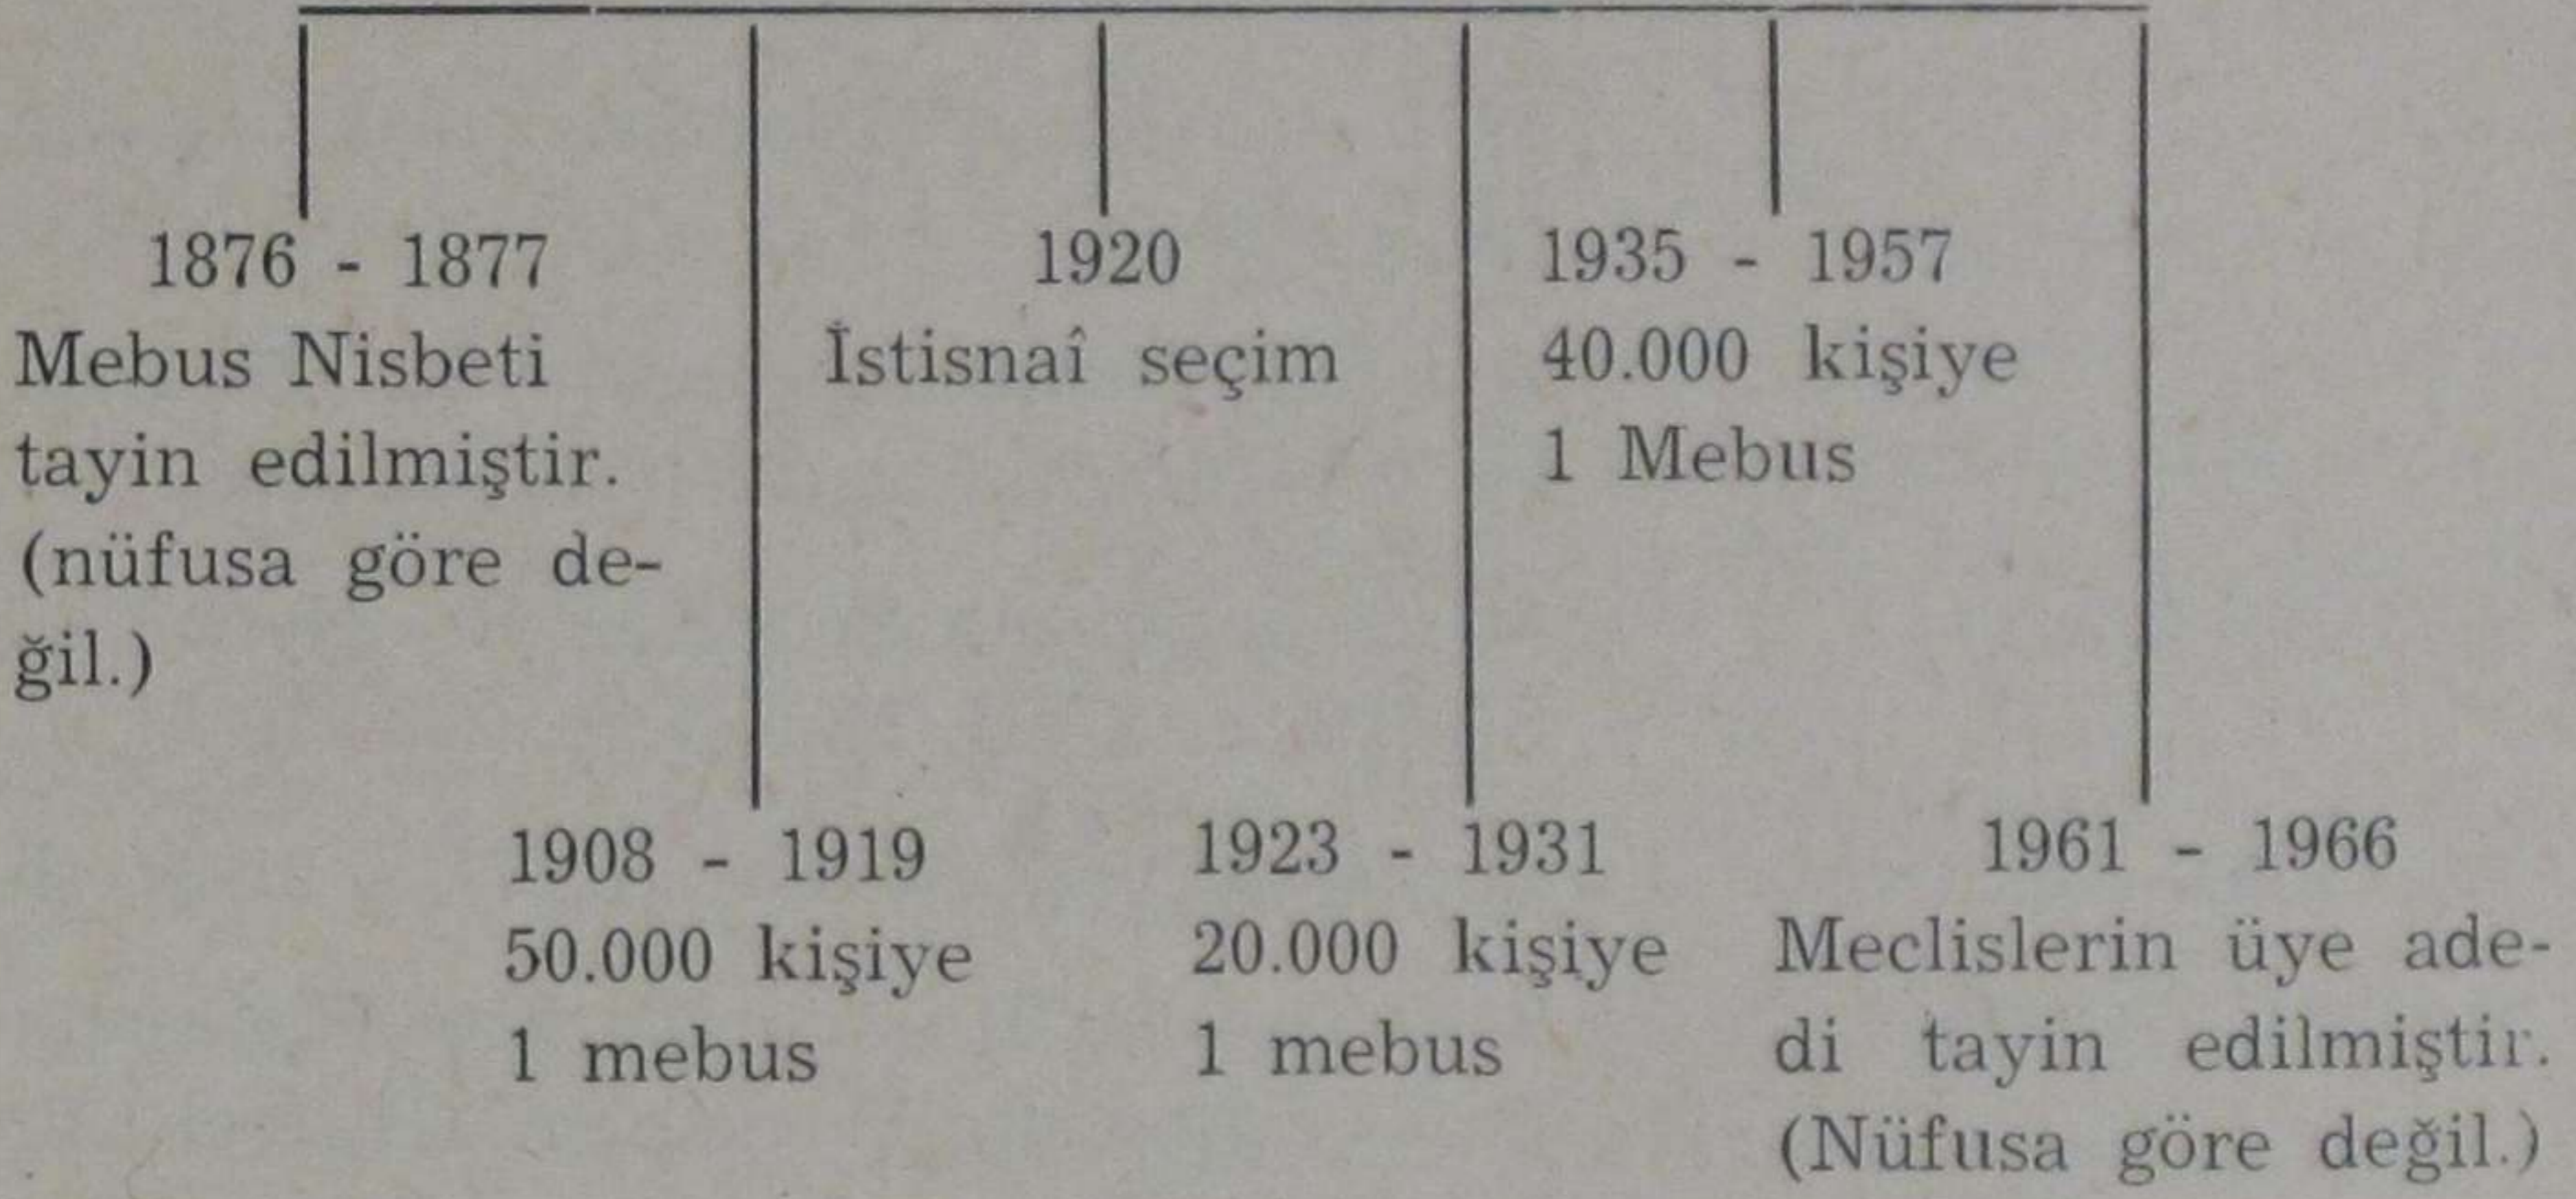 1876 - 1877
Mebus Nisbeti
tayin edilmiştir.
(nüfusa göre de-
ğil.)
1908 - 1919
50.000 kişiye
1 mebus
1920
İstisnaî seçim
1923 - 1931
20.000 kişiye
1 mebus
1935 - 1957
40.000 kişiye
1 Mebus
1961 - 1966
Meclislerin üye ade-
di tayin edilmiştir.
(Nüfusa göre değil.)